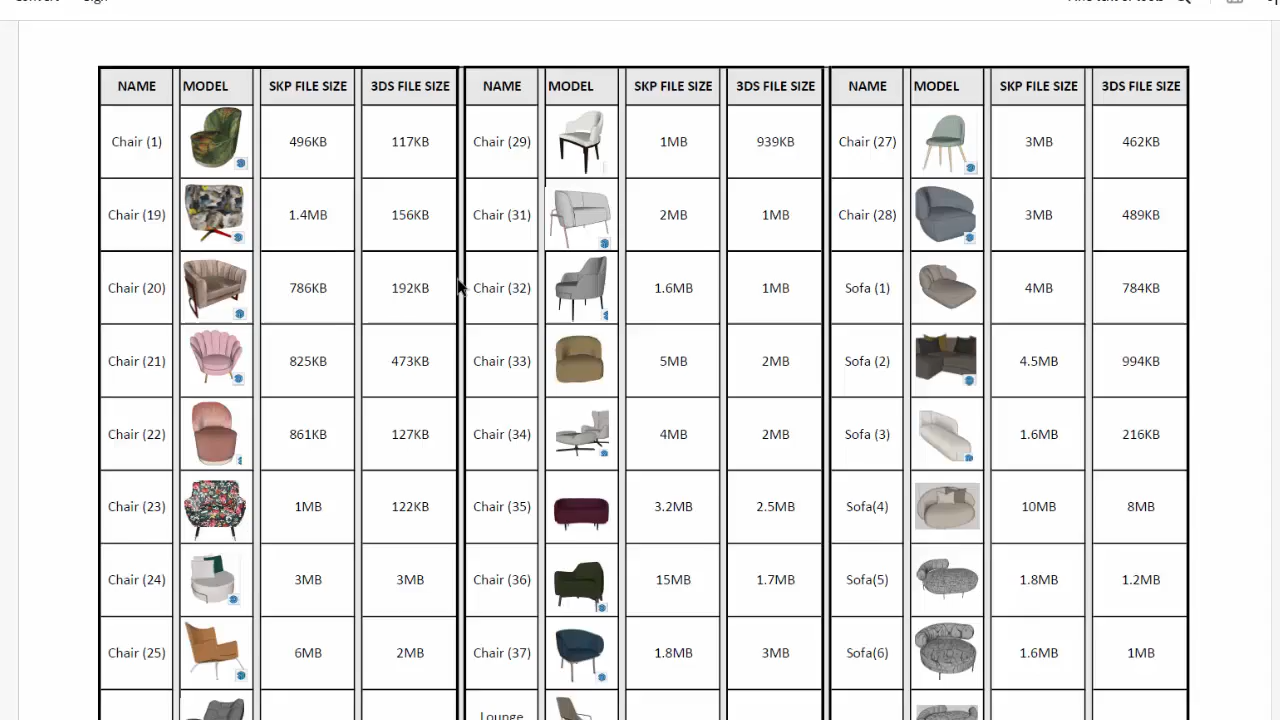 NAME MODEL SKP FILE SIZE 3DS FILE SIZE NAME MODEL SKP FILE SIZE 3DS FILE SIZE NAME MODEL SKP FILE SIZE 3DS FILE SIZE
Chair (1) 496KB 117KB Chair (29) 1MB 939KB Chair (27) 3MB 462KB
Chair (19) 1.4MB 156KB Chair (31) 2MB 1MB Chair (28) 3MB 489KB
Chair (20) 786KB 192KB Chair (32) 1.6MB 1MB Sofa (1) 4MB 784KB
Chair (21) 825KB 473KB Chair (33) 5MB 2MB Sofa (2) 4.5MB 994KB
Chair (22) 861KB 127KB Chair (34) 4MB 2MB Sofa (3) 1.6MB 216KB
Chair (23) 1MB 122KB Chair (35) 3.2MB 2.5MB Sofa(4) 10MB 8MB
Chair (24) 3MB 3MB Chair (36) 15MB 1.7MB Sofa(5) 1.8MB 1.2MB
Chair (25) 6MB 2MB Chair (37) 1.8MB 3MB Sofa(6) 1.6MB 1MB
Lounge